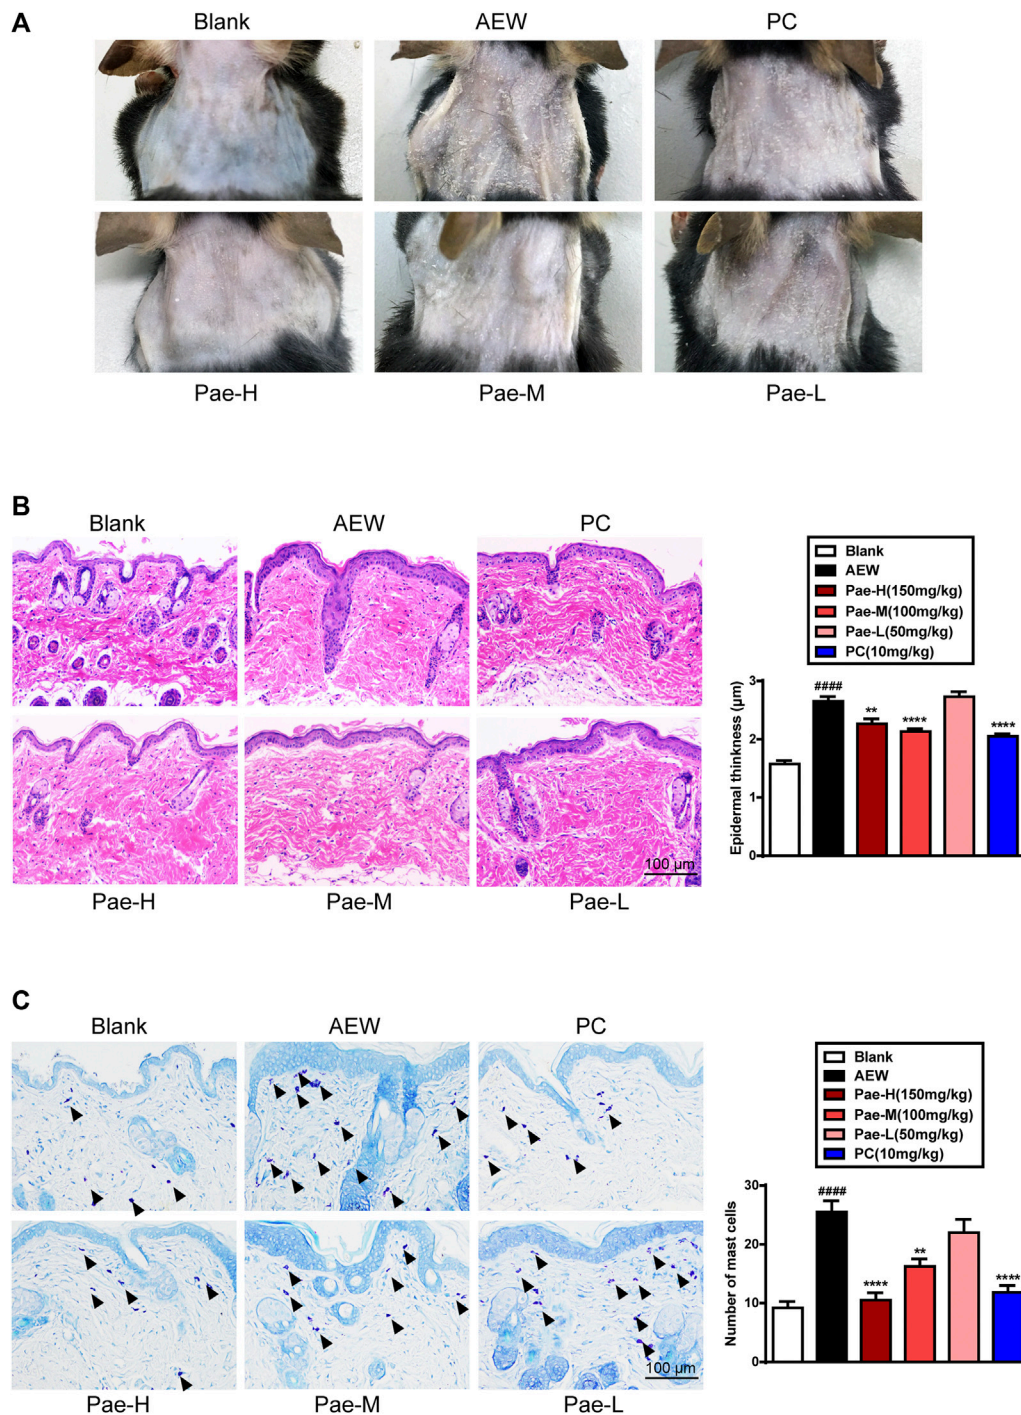 A
Blank
AEW
PC
Pae-H
Pae-M
Pae-L
B
Blank
AEW
PC
100 µm
Pae-H
Pae-M
Pae-L
Blank
AEW
Pae-H(150mg/kg)
Pae-M(100mg/kg)
Pae-L(50mg/kg)
PC(10mg/kg)
Epidermal thinkness (µm)
3
2
1
0
####
**
****
****
C
Blank
AEW
PC
100 µm
Pae-H
Pae-M
Pae-L
Blank
AEW
Pae-H(150mg/kg)
Pae-M(100mg/kg)
Pae-L(50mg/kg)
PC(10mg/kg)
Number of mast cells
30
20
10
0
####
****
**
****